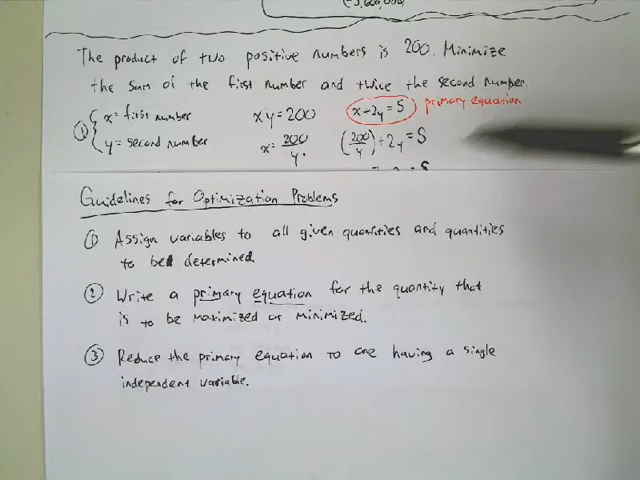 The product of two positive numbers is 200. Minimize
the sum of the first number and twice the second number.
① { x = first number xy = 200 x + 2y = S primary equation
y = second number x = 200/y. (200/y) + 2y = S
Guidelines for Optimization Problems
① Assign variables to all given quantities and quantities
to be determined.
② Write a primary equation for the quantity that
is to be maximized or minimized.
③ Reduce the primary equation to one having a single
independent variable.